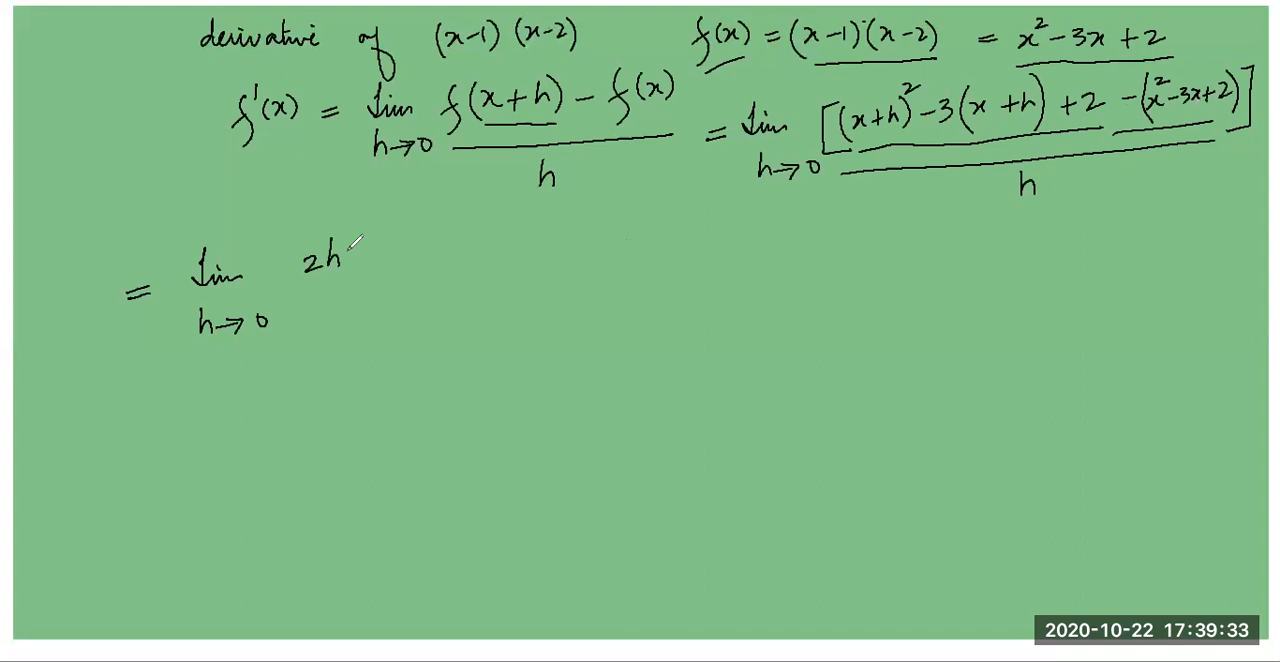 derivative of (x-1) (x-2) f(x) = (x-1) (x-2) = x² - 3x + 2
f'(x) = lim h→0 f(x+h) - f(x) / h = lim h→0 [(x+h)² - 3(x+h) + 2 - (x² - 3x + 2)] / h
= lim h→0 2h
2020-10-22 17:39:33